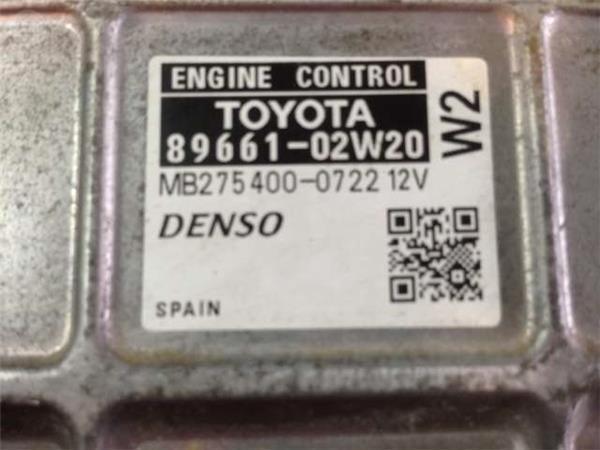 ENGINE CONTROL
TOYOTA
89661-02W20
W2
MB275400-0722 12V
DENSO
SPAIN